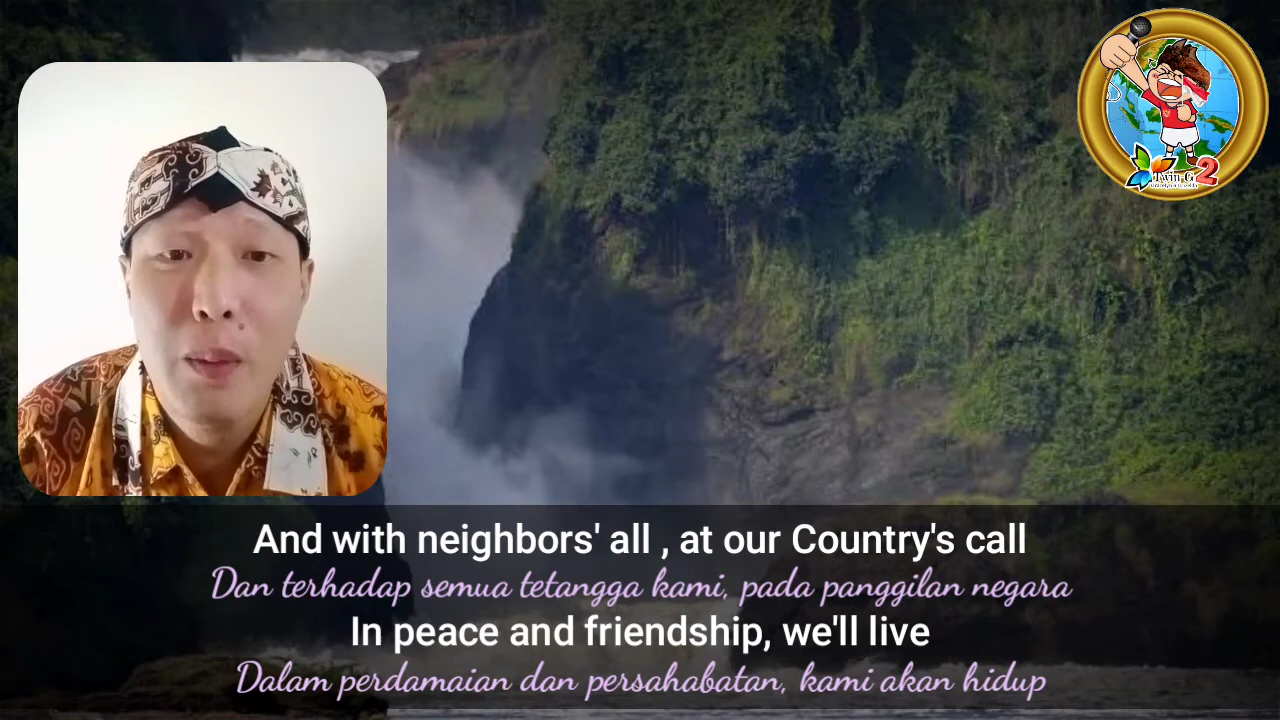 Twin G 2
And with neighbors' all , at our Country's call
Dan terhadap semua tetangga kami, pada panggilan negara
In peace and friendship, we'll live
Dalam perdamaian dan persahabatan, kami akan hidup